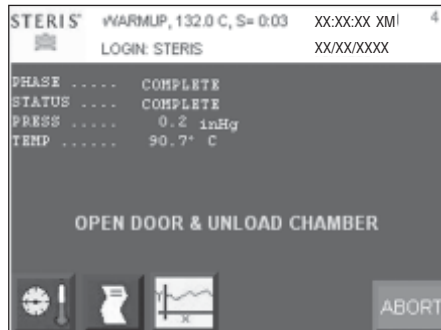 STERIS® WARMUP, 132.0 C, S= 0:03 XX:XX:XX XM 4
LOGIN: STERIS XX/XX/XXXX
PHASE ..... COMPLETE
STATUS .... COMPLETE
PRESS ..... 0.2 inHg
TEMP ...... 90.7° C
OPEN DOOR & UNLOAD CHAMBER
X
ABORT